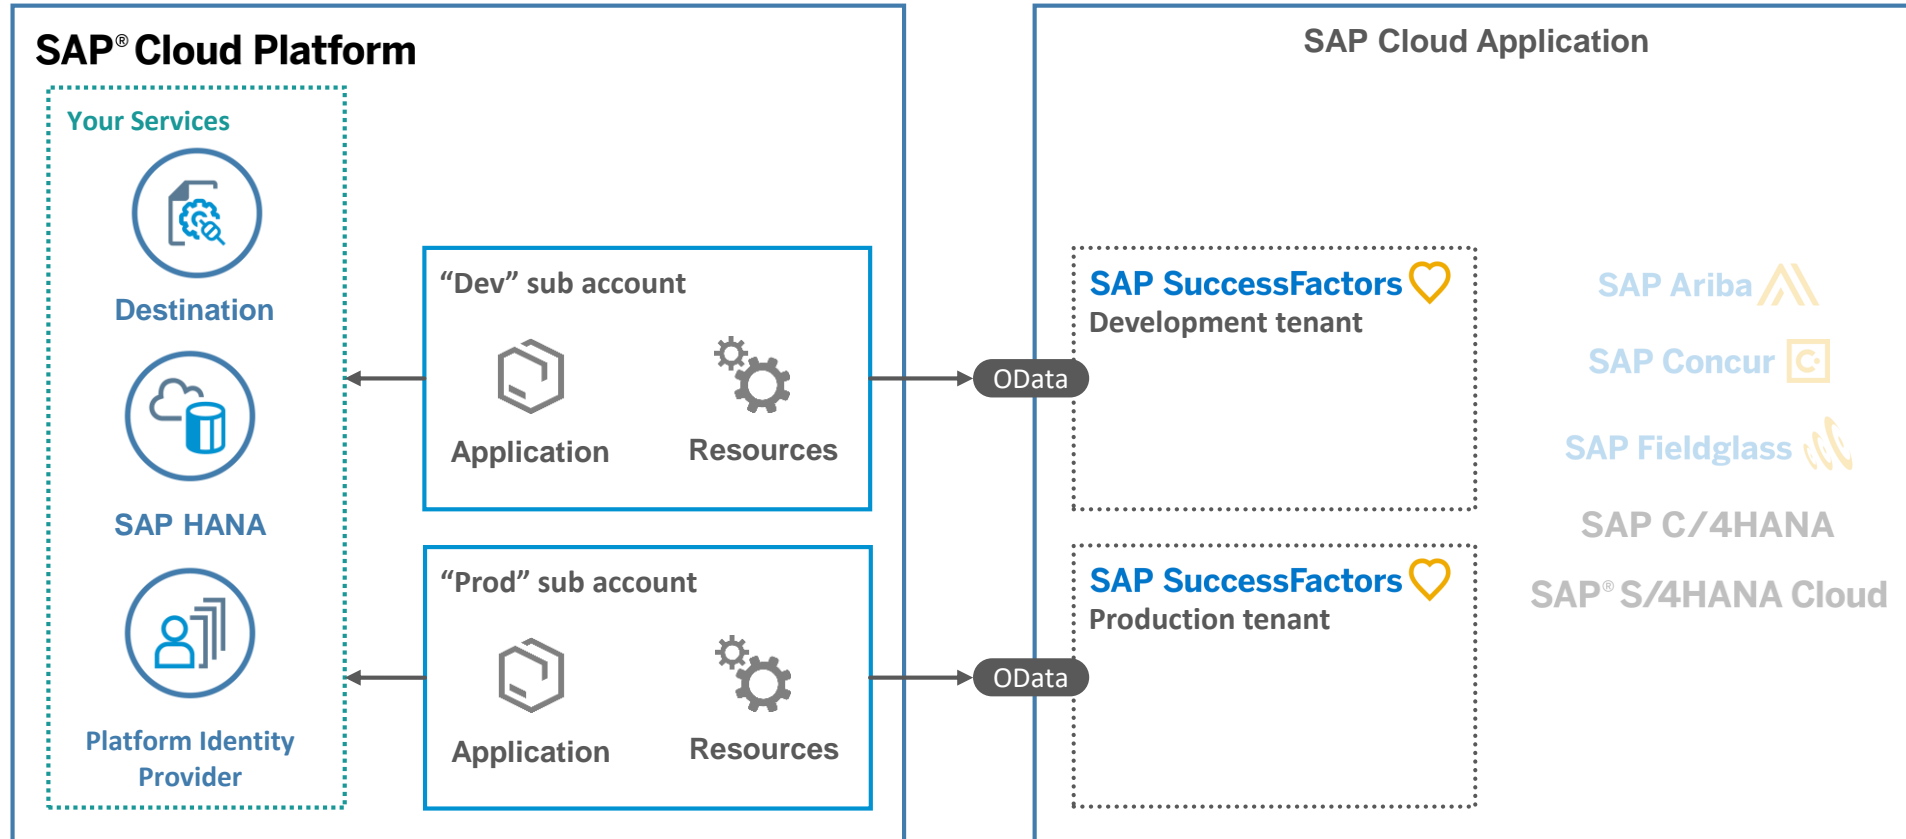 SAP® Cloud Platform
Your Services
Destination
SAP HANA
Platform Identity
Provider
“Dev” sub account
Application
Resources
“Prod” sub account
Application
Resources
SAP Cloud Application
OData
SAP SuccessFactors
Development tenant
OData
SAP SuccessFactors
Production tenant
SAP Ariba
SAP Concur C
SAP Fieldglass
SAP C/4HANA
SAP® S/4HANA Cloud